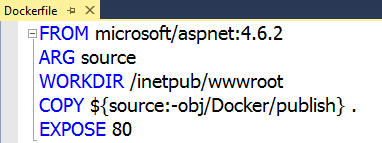 Dockerfile
FROM microsoft/aspnet:4.6.2
ARG source
WORKDIR /inetpub/wwwroot
COPY ${source:-obj/Docker/publish} .
EXPOSE 80